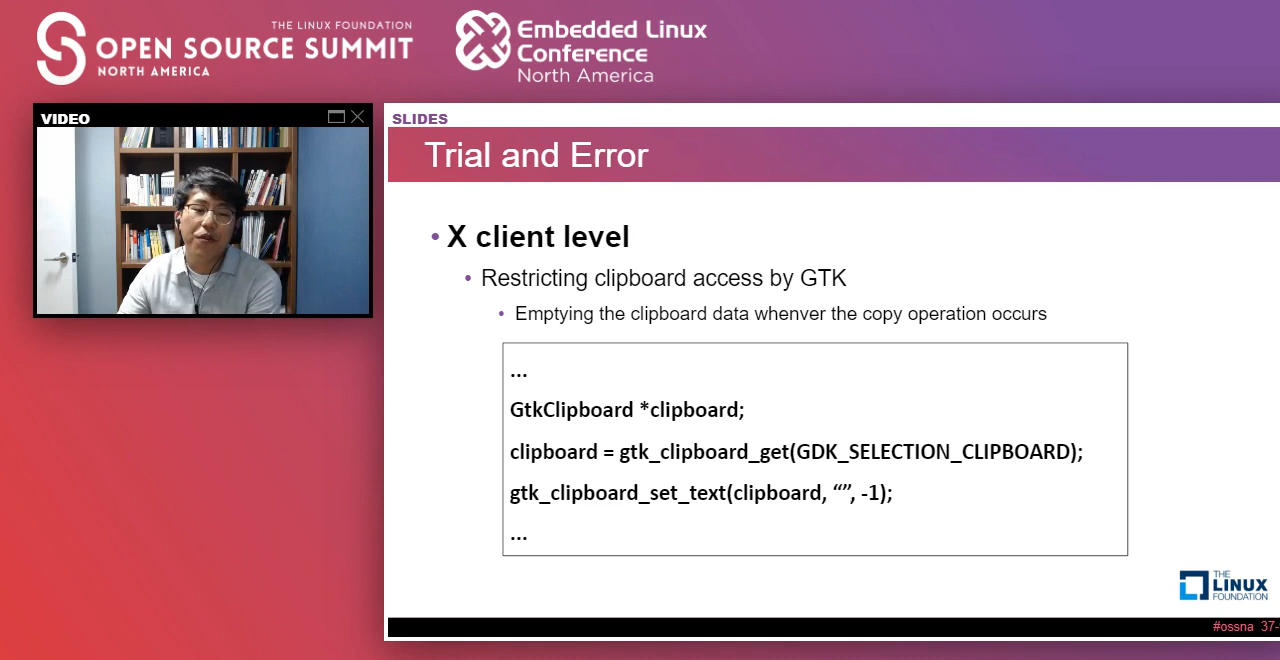 THE LINUX FOUNDATION
OPEN SOURCE SUMMIT
NORTH AMERICA
Embedded Linux
Conference
North America
VIDEO
SLIDES
Trial and Error
• X client level
• Restricting clipboard access by GTK
• Emptying the clipboard data whenver the copy operation occurs
...
GtkClipboard *clipboard;
clipboard = gtk_clipboard_get(GDK_SELECTION_CLIPBOARD);
gtk_clipboard_set_text(clipboard, “”, -1);
...
THE
LINUX
FOUNDATION
#ossna 37-